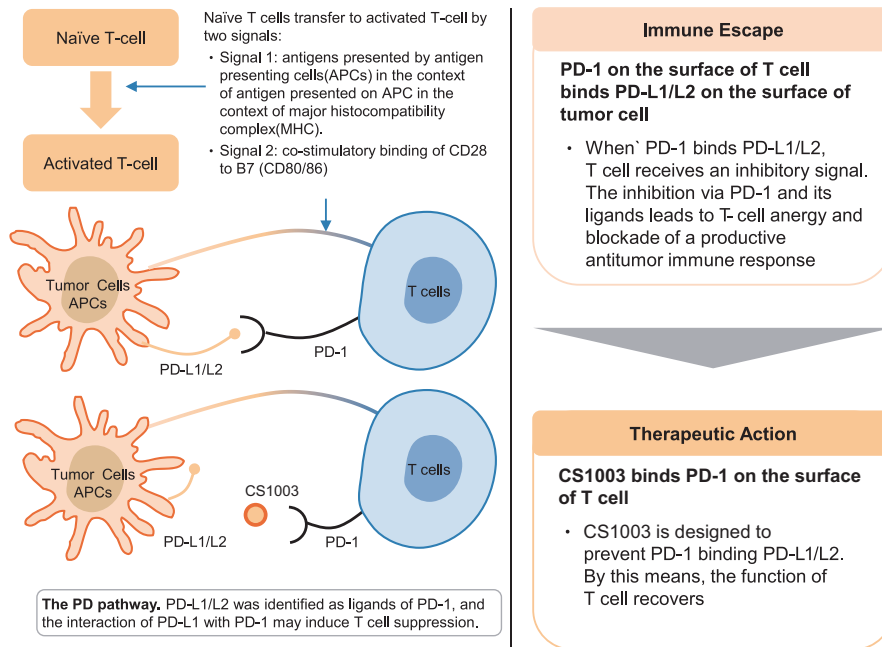 Naïve T-cell
Activated T-cell
Naïve T cells transfer to activated T-cell by
two signals:
• Signal 1: antigens presented by antigen
presenting cells(APCs) in the context
of antigen presented on APC in the
context of major histocompatibility
complex(MHC).
• Signal 2: co-stimulatory binding of CD28
to B7 (CD80/86)
Tumor Cells
APCs
T cells
PD-L1/L2
PD-1
Tumor Cells
APCs
T cells
CS1003
PD-L1/L2
PD-1
The PD pathway. PD-L1/L2 was identified as ligands of PD-1, and
the interaction of PD-L1 with PD-1 may induce T cell suppression.
Immune Escape
PD-1 on the surface of T cell
binds PD-L1/L2 on the surface of
tumor cell
• When` PD-1 binds PD-L1/L2,
T cell receives an inhibitory signal.
The inhibition via PD-1 and its
ligands leads to T-cell anergy and
blockade of a productive
antitumor immune response
Therapeutic Action
CS1003 binds PD-1 on the surface
of T cell
• CS1003 is designed to
prevent PD-1 binding PD-L1/L2.
By this means, the function of
T cell recovers